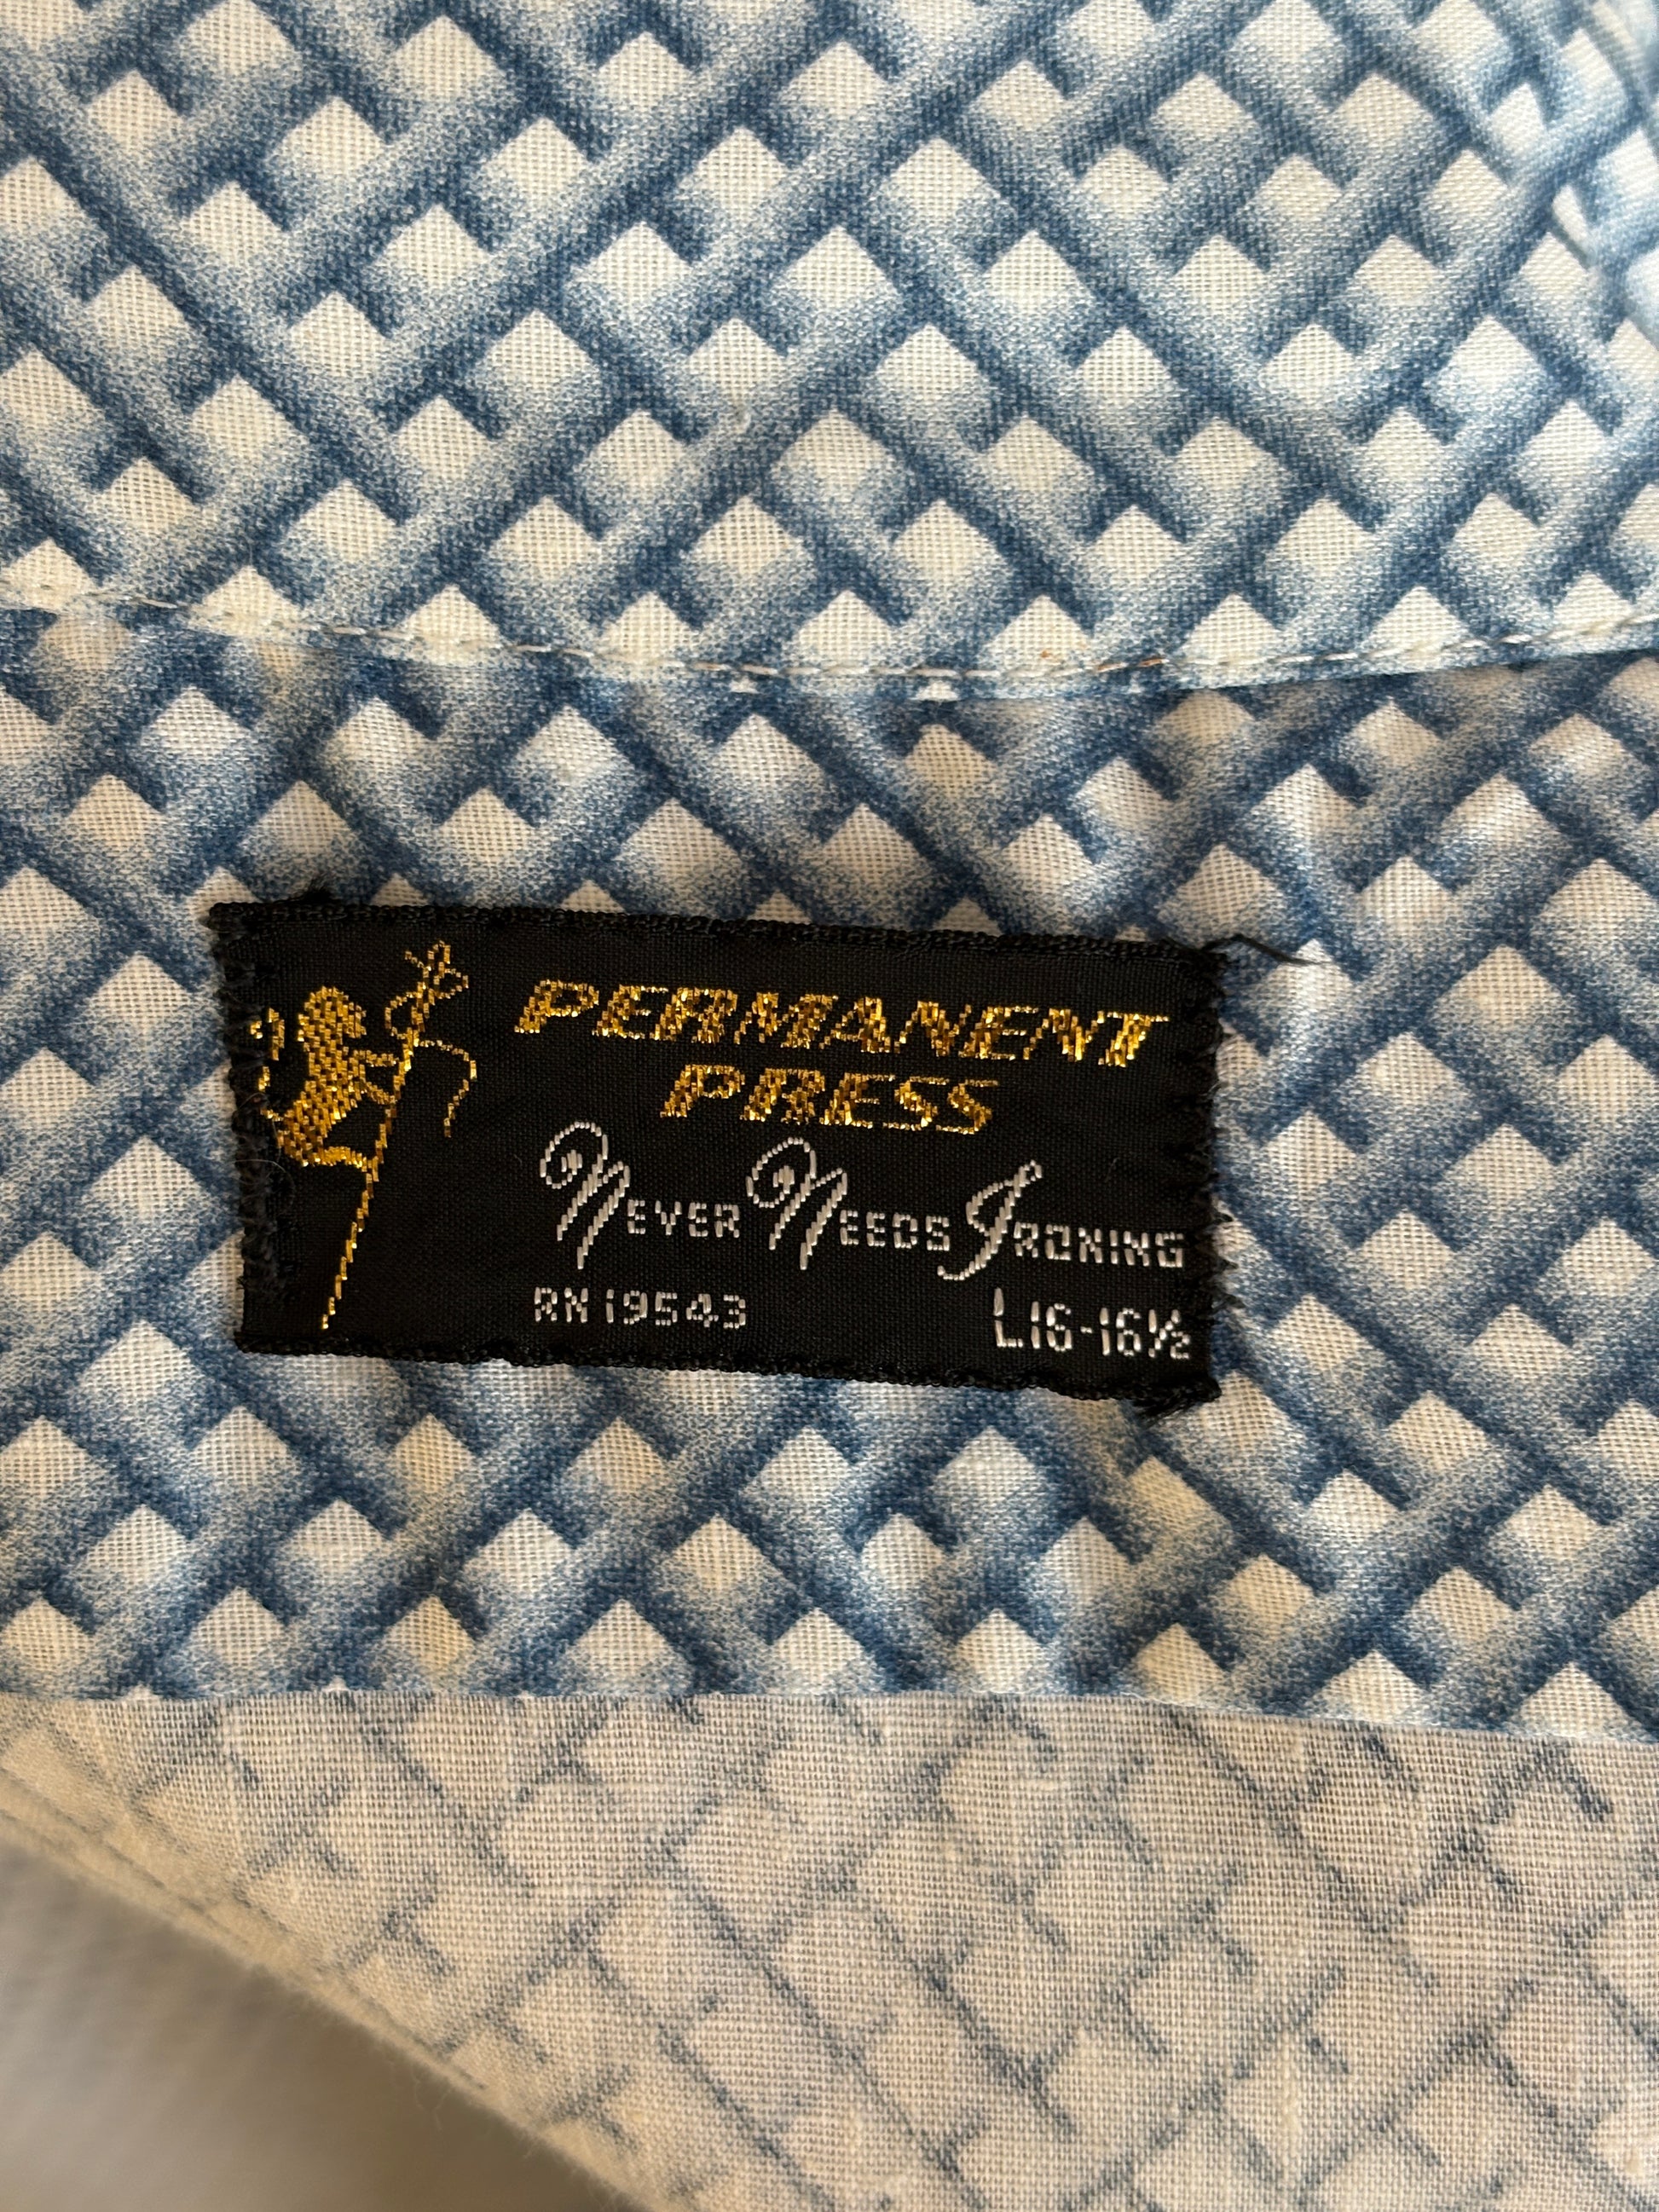 PERMANENT
PRESS
Never Needs Ironing
RN 19543 L16-16½